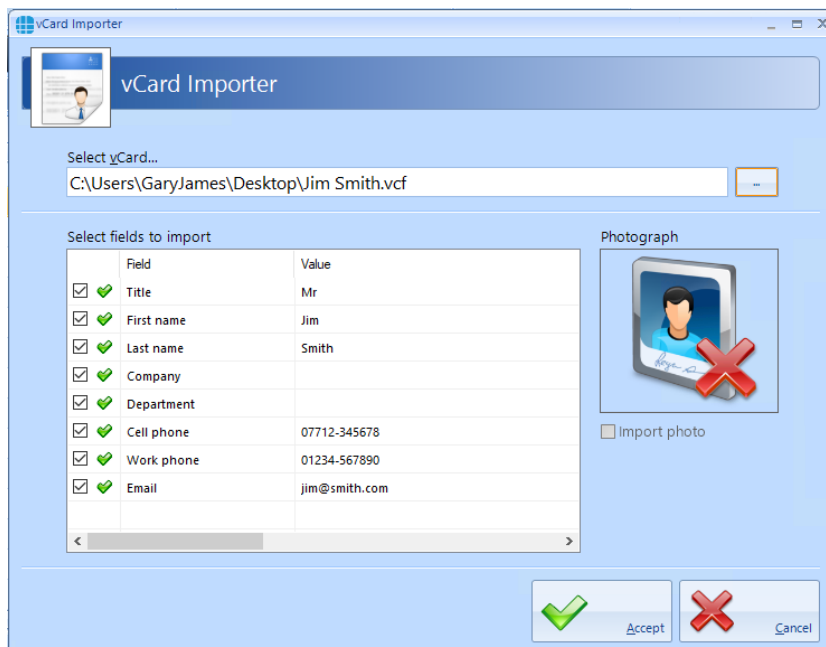 vCard Importer
vCard Importer
Select vCard...
C:\Users\GaryJames\Desktop\Jim Smith.vcf
...
Select fields to import
Photograph
Field Value
Title Mr
First name Jim
Last name Smith
Company
Department
Cell phone 07712-345678
Work phone 01234-567890
Email jim@smith.com
Import photo
Accept
Cancel